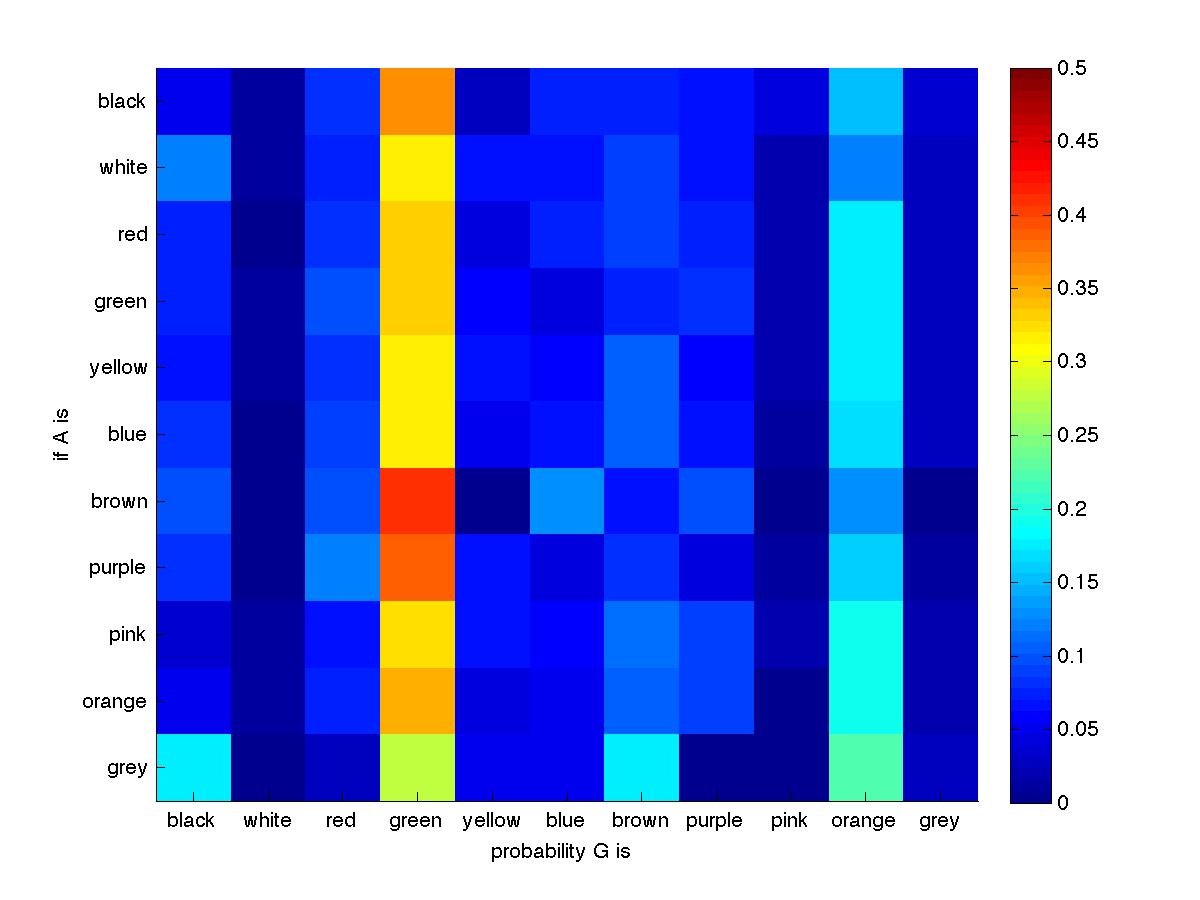 0.5
black
0.45
white
0.4
red
0.35
green
0.3
yellow
0.25
if A is
blue
0.2
brown
0.15
purple
0.1
pink
0.05
orange
grey
0
black white red green yellow blue brown purple pink orange grey
probability G is